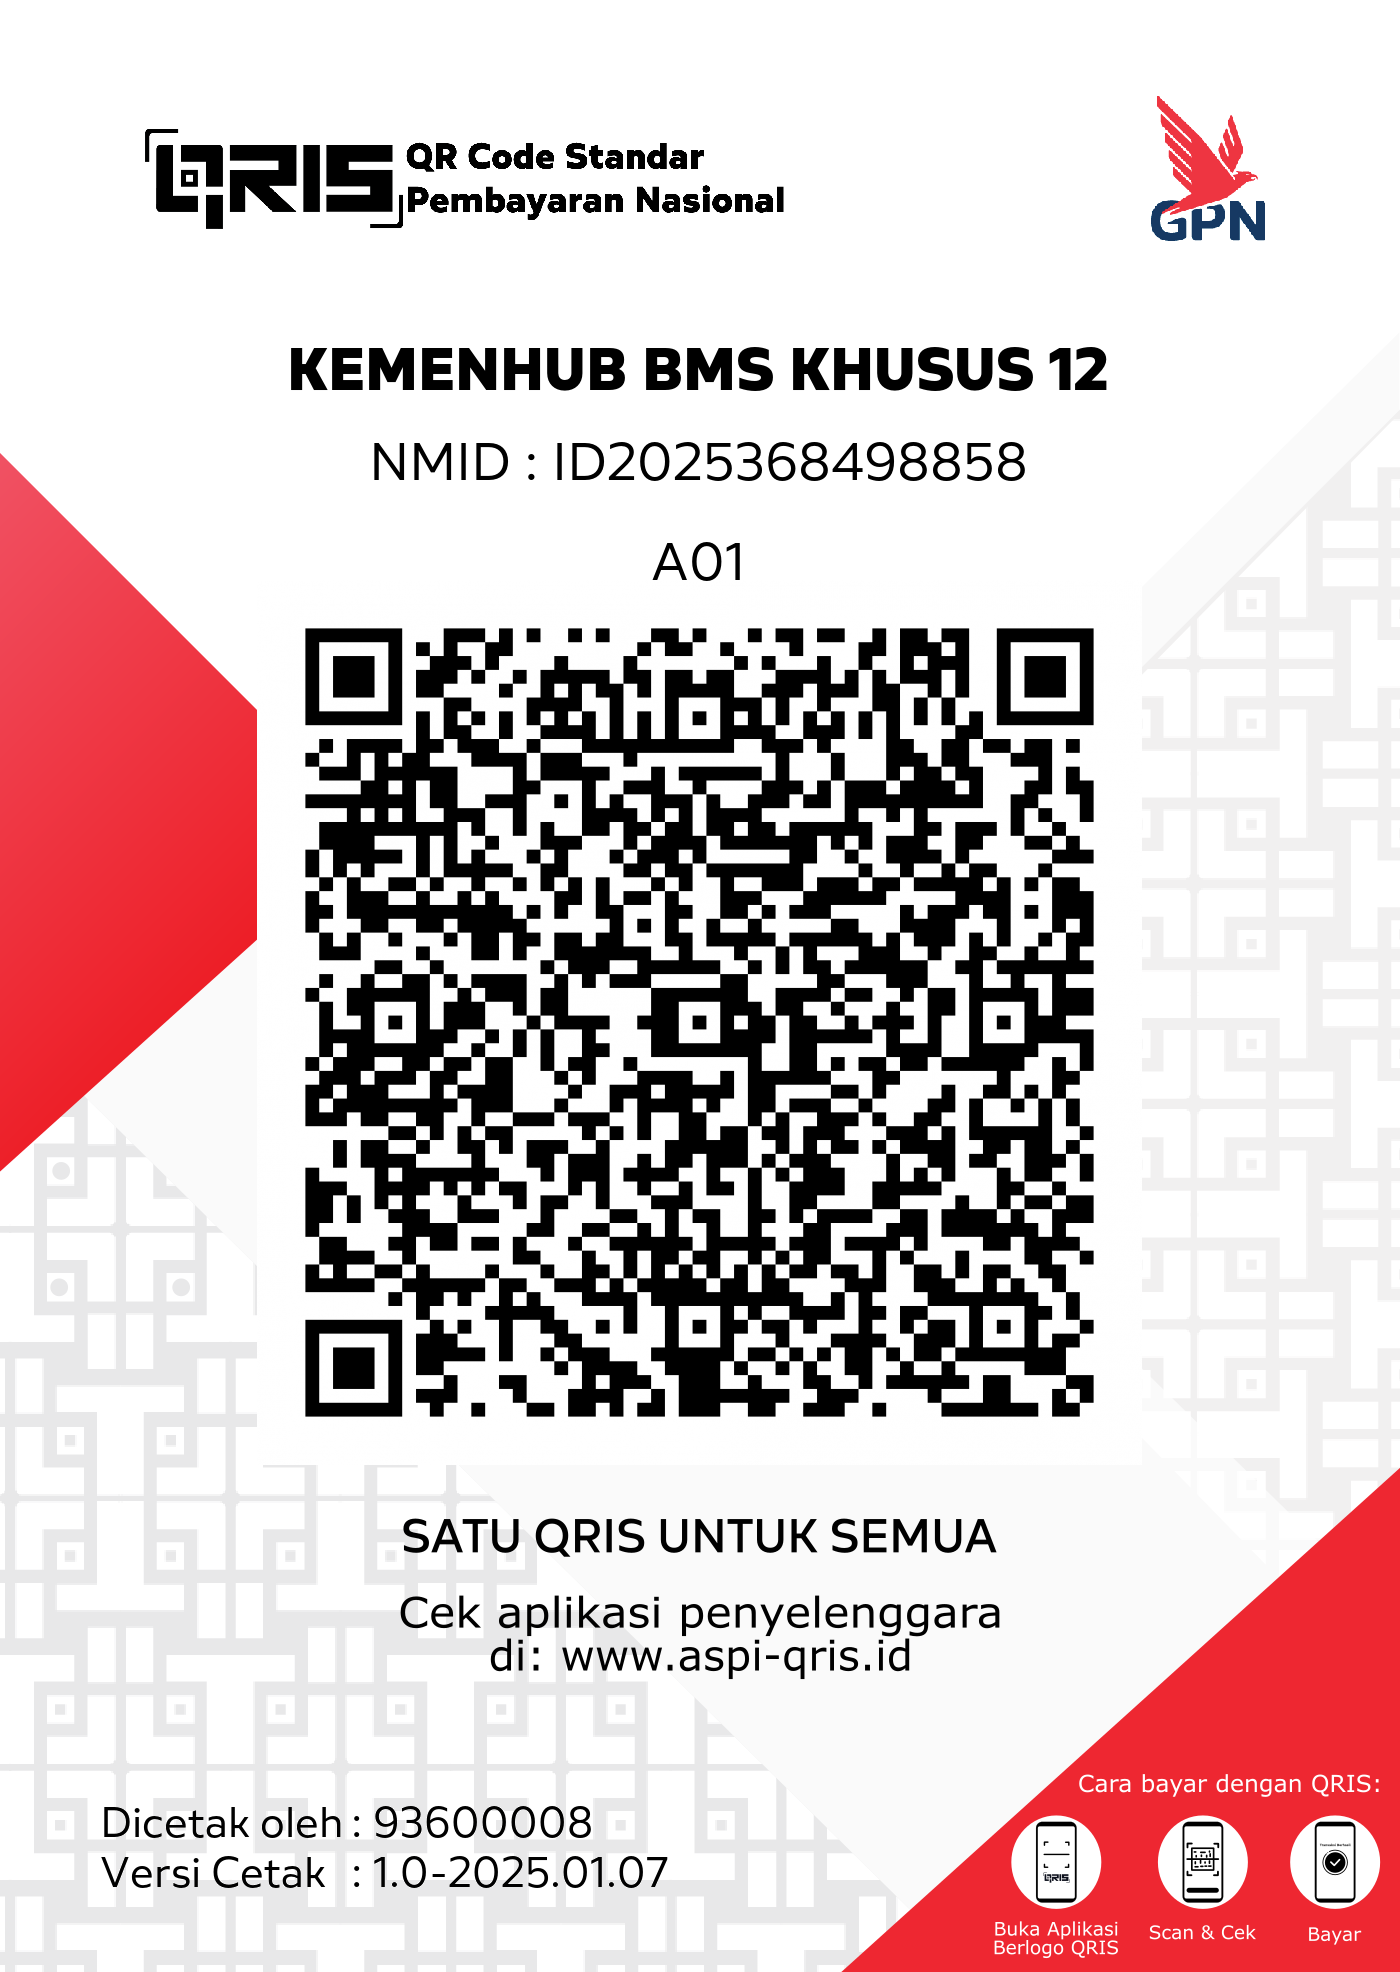 QRIS
QR Code Standar
Pembayaran Nasional
GPN
KEMENHUB BMS KHUSUS 12
NMID : ID2025368498858
A01
SATU QRIS UNTUK SEMUA
Cek aplikasi penyelenggara
di: www.aspi-qris.id
Dicetak oleh : 93600008
Versi Cetak : 1.0-2025.01.07
Cara bayar dengan QRIS:
QRIS
Buka Aplikasi
Berlogo QRIS
Scan & Cek
Bayar